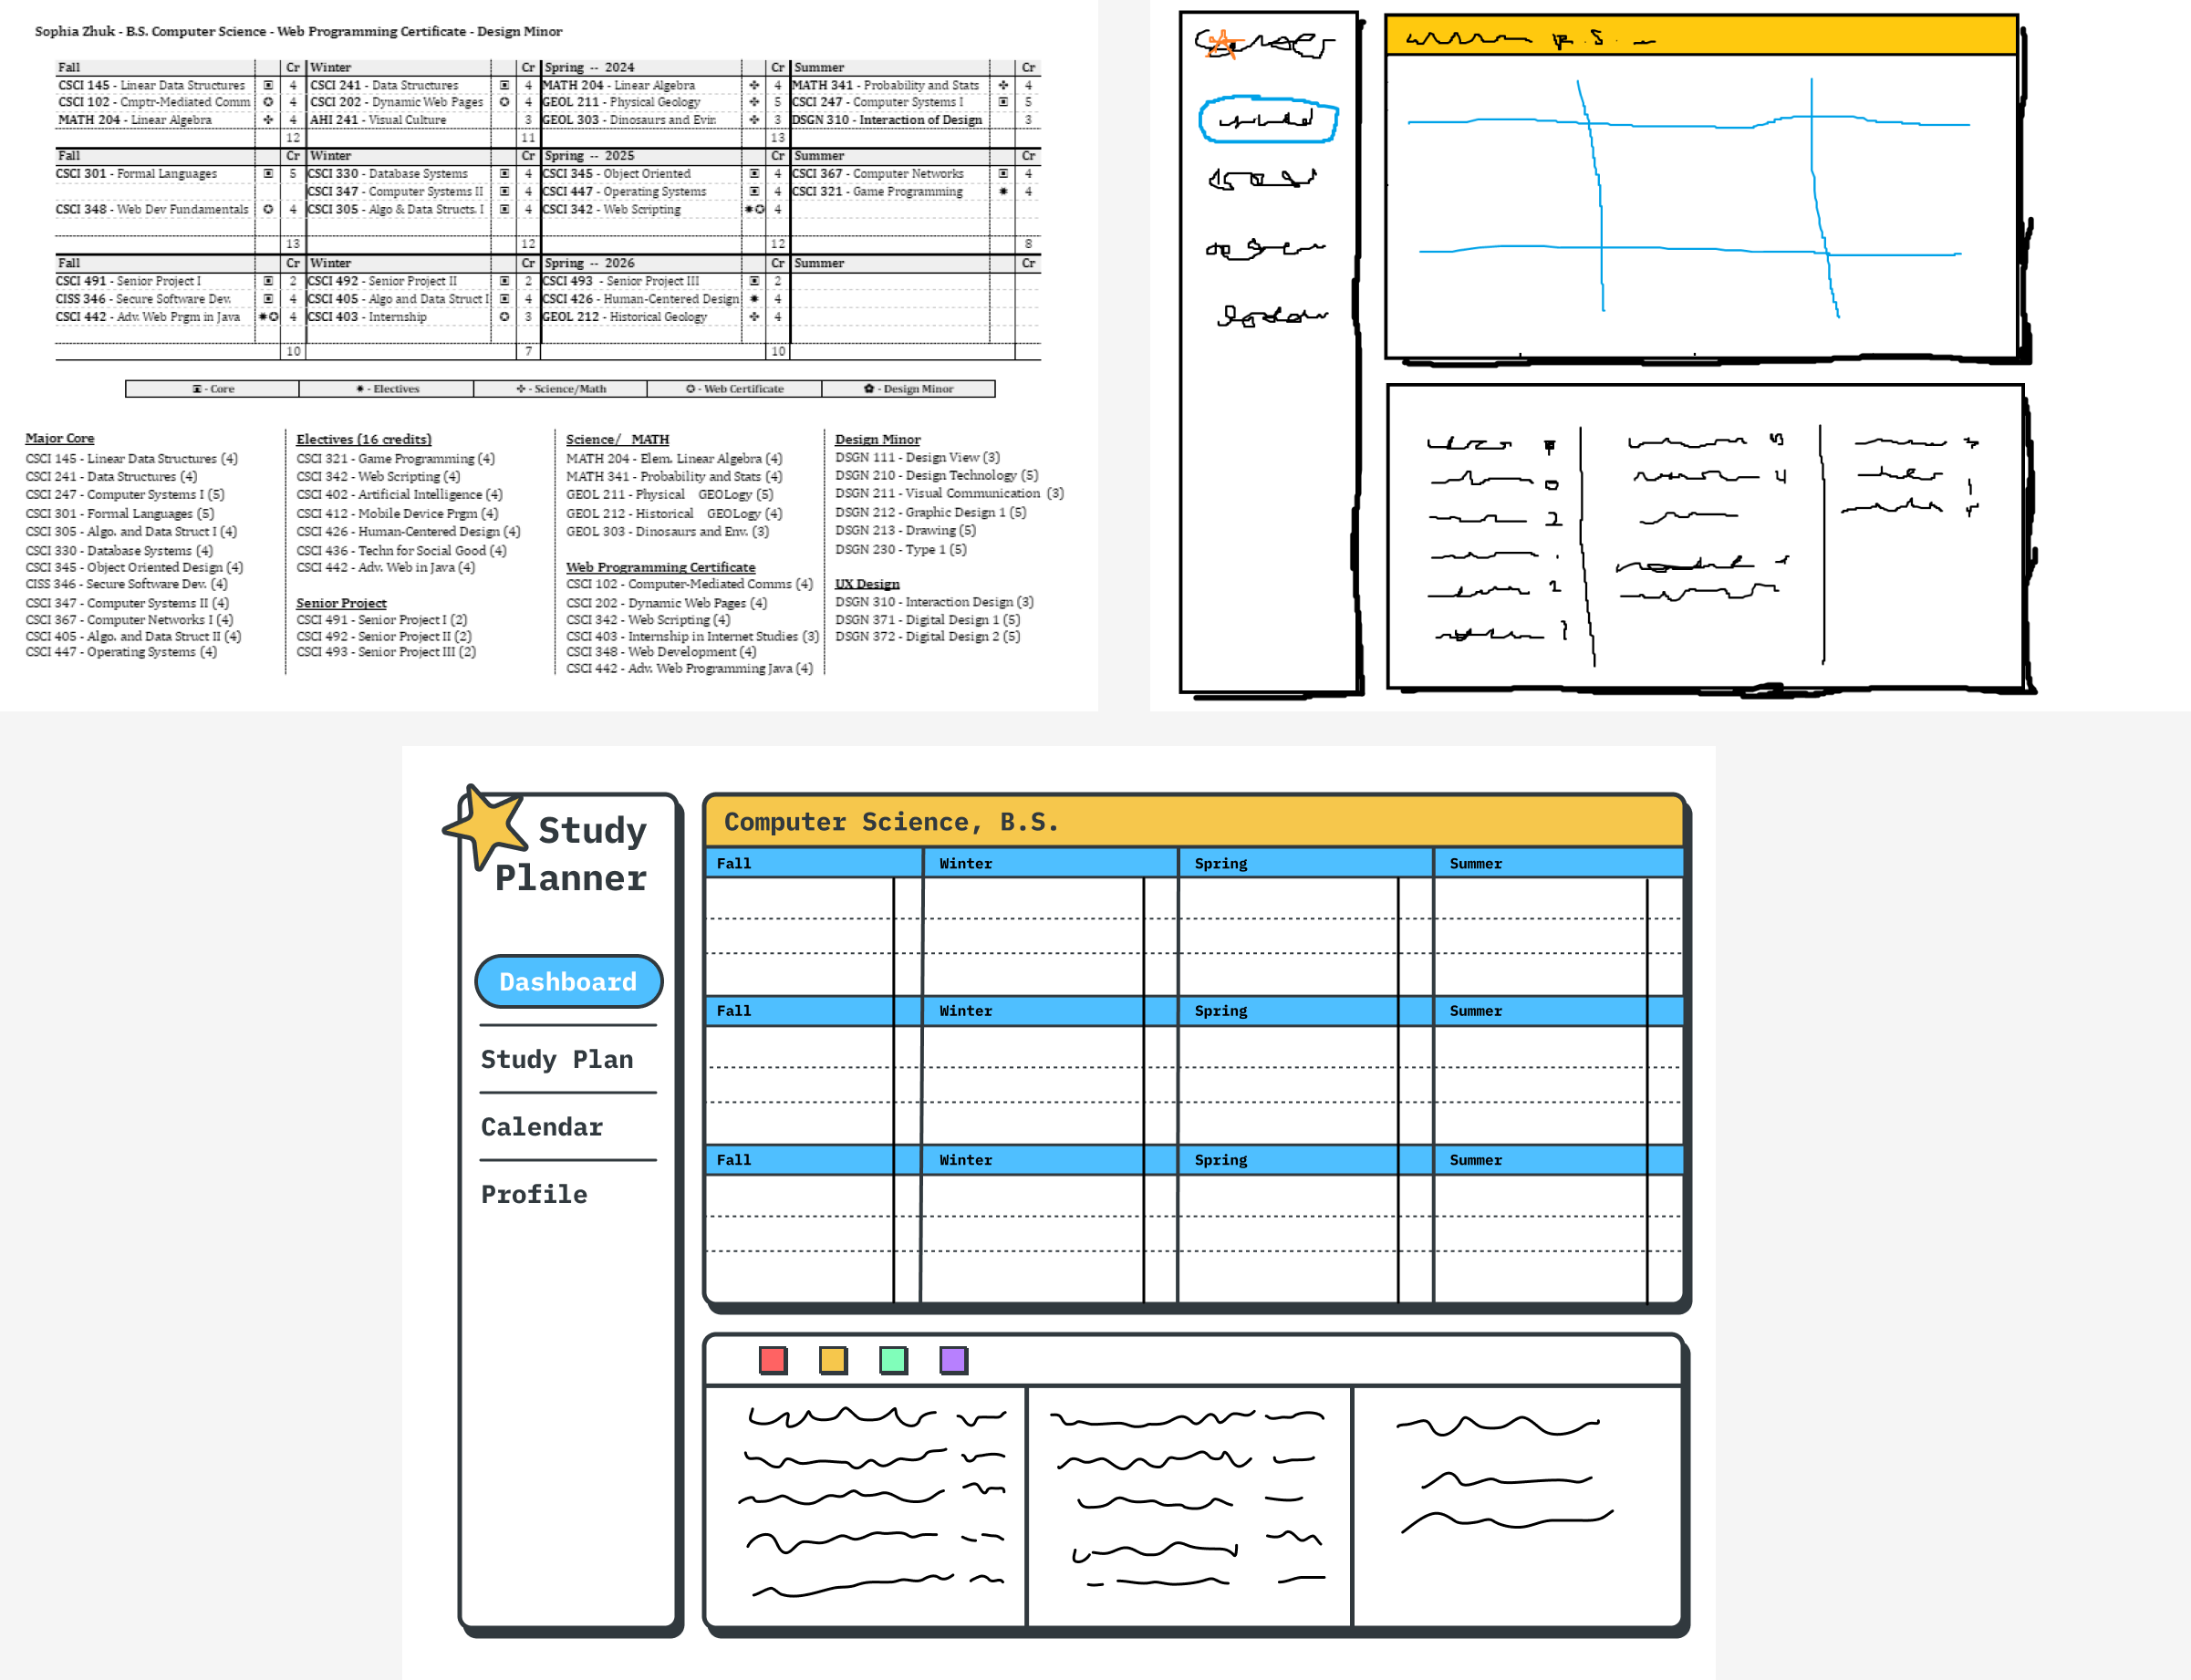 Sophia Zhuk - B.S. Computer Science - Web Programming Certificate - Design Minor
Fall Cr Winter Cr Spring -- 2024 Cr Summer Cr
CSCI 145 - Linear Data Structures 4 CSCI 241 - Data Structures 4 MATH 204 - Linear Algebra 4 MATH 341 - Probability and Stats 4
CSCI 102 - Cmptr-Mediated Comm 4 CSCI 202 - Dynamic Web Pages 4 GEOL 211 - Physical Geology 5 CSCI 247 - Computer Systems I 5
MATH 204 - Linear Algebra 4 AHI 241 - Visual Culture 3 GEOL 303 - Dinosaurs and Evir. 3 DSGN 310 - Interaction of Design 3
12 11 13
Fall Cr Winter Cr Spring -- 2025 Cr Summer Cr
CSCI 301 - Formal Languages 5 CSCI 330 - Database Systems 4 CSCI 345 - Object Oriented 4 CSCI 367 - Computer Networks 4
CSCI 347 - Computer Systems II 4 CSCI 447 - Operating Systems 4 CSCI 321 - Game Programming 4
CSCI 348 - Web Dev Fundamentals 4 CSCI 305 - Algo & Data Structs. I 4 CSCI 342 - Web Scripting 4
13 12 12 8
Fall Cr Winter Cr Spring -- 2026 Cr Summer Cr
CSCI 491 - Senior Project I 2 CSCI 492 - Senior Project II 2 CSCI 493 - Senior Project III 2
CISS 346 - Secure Software Dev. 4 CSCI 405 - Algo and Data Struct I 4 CSCI 426 - Human-Centered Design 4
CSCI 442 - Adv. Web Prgm in Java 4 CSCI 403 - Internship 3 GEOL 212 - Historical Geology 4
10 7 10
- Core - Electives - Science/Math - Web Certificate - Design Minor
Major Core
CSCI 145 - Linear Data Structures (4)
CSCI 241 - Data Structures (4)
CSCI 247 - Computer Systems I (5)
CSCI 301 - Formal Languages (5)
CSCI 305 - Algo. and Data Struct I (4)
CSCI 330 - Database Systems (4)
CSCI 345 - Object Oriented Design (4)
CISS 346 - Secure Software Dev. (4)
CSCI 347 - Computer Systems II (4)
CSCI 367 - Computer Networks I (4)
CSCI 405 - Algo. and Data Struct II (4)
CSCI 447 - Operating Systems (4)
Electives (16 credits)
CSCI 321 - Game Programming (4)
CSCI 342 - Web Scripting (4)
CSCI 402 - Artificial Intelligence (4)
CSCI 412 - Mobile Device Prgm (4)
CSCI 426 - Human-Centered Design (4)
CSCI 436 - Techn for Social Good (4)
CSCI 442 - Adv. Web in Java (4)
Senior Project
CSCI 491 - Senior Project I (2)
CSCI 492 - Senior Project II (2)
CSCI 493 - Senior Project III (2)
Science/ MATH
MATH 204 - Elem. Linear Algebra (4)
MATH 341 - Probability and Stats (4)
GEOL 211 - Physical GEOLogy (5)
GEOL 212 - Historical GEOLogy (4)
GEOL 303 - Dinosaurs and Env. (3)
Web Programming Certificate
CSCI 102 - Computer-Mediated Comms (4)
CSCI 202 - Dynamic Web Pages (4)
CSCI 342 - Web Scripting (4)
CSCI 403 - Internship in Internet Studies (3)
CSCI 348 - Web Development (4)
CSCI 442 - Adv. Web Programming Java (4)
Design Minor
DSGN 111 - Design View (3)
DSGN 210 - Design Technology (5)
DSGN 211 - Visual Communication (3)
DSGN 212 - Graphic Design 1 (5)
DSGN 213 - Drawing (5)
DSGN 230 - Type 1 (5)
UX Design
DSGN 310 - Interaction Design (3)
DSGN 371 - Digital Design 1 (5)
DSGN 372 - Digital Design 2 (5)
Study
Planner
Dashboard
Study Plan
Calendar
Profile
Computer Science, B.S.
Fall Winter Spring Summer
Fall Winter Spring Summer
Fall Winter Spring Summer